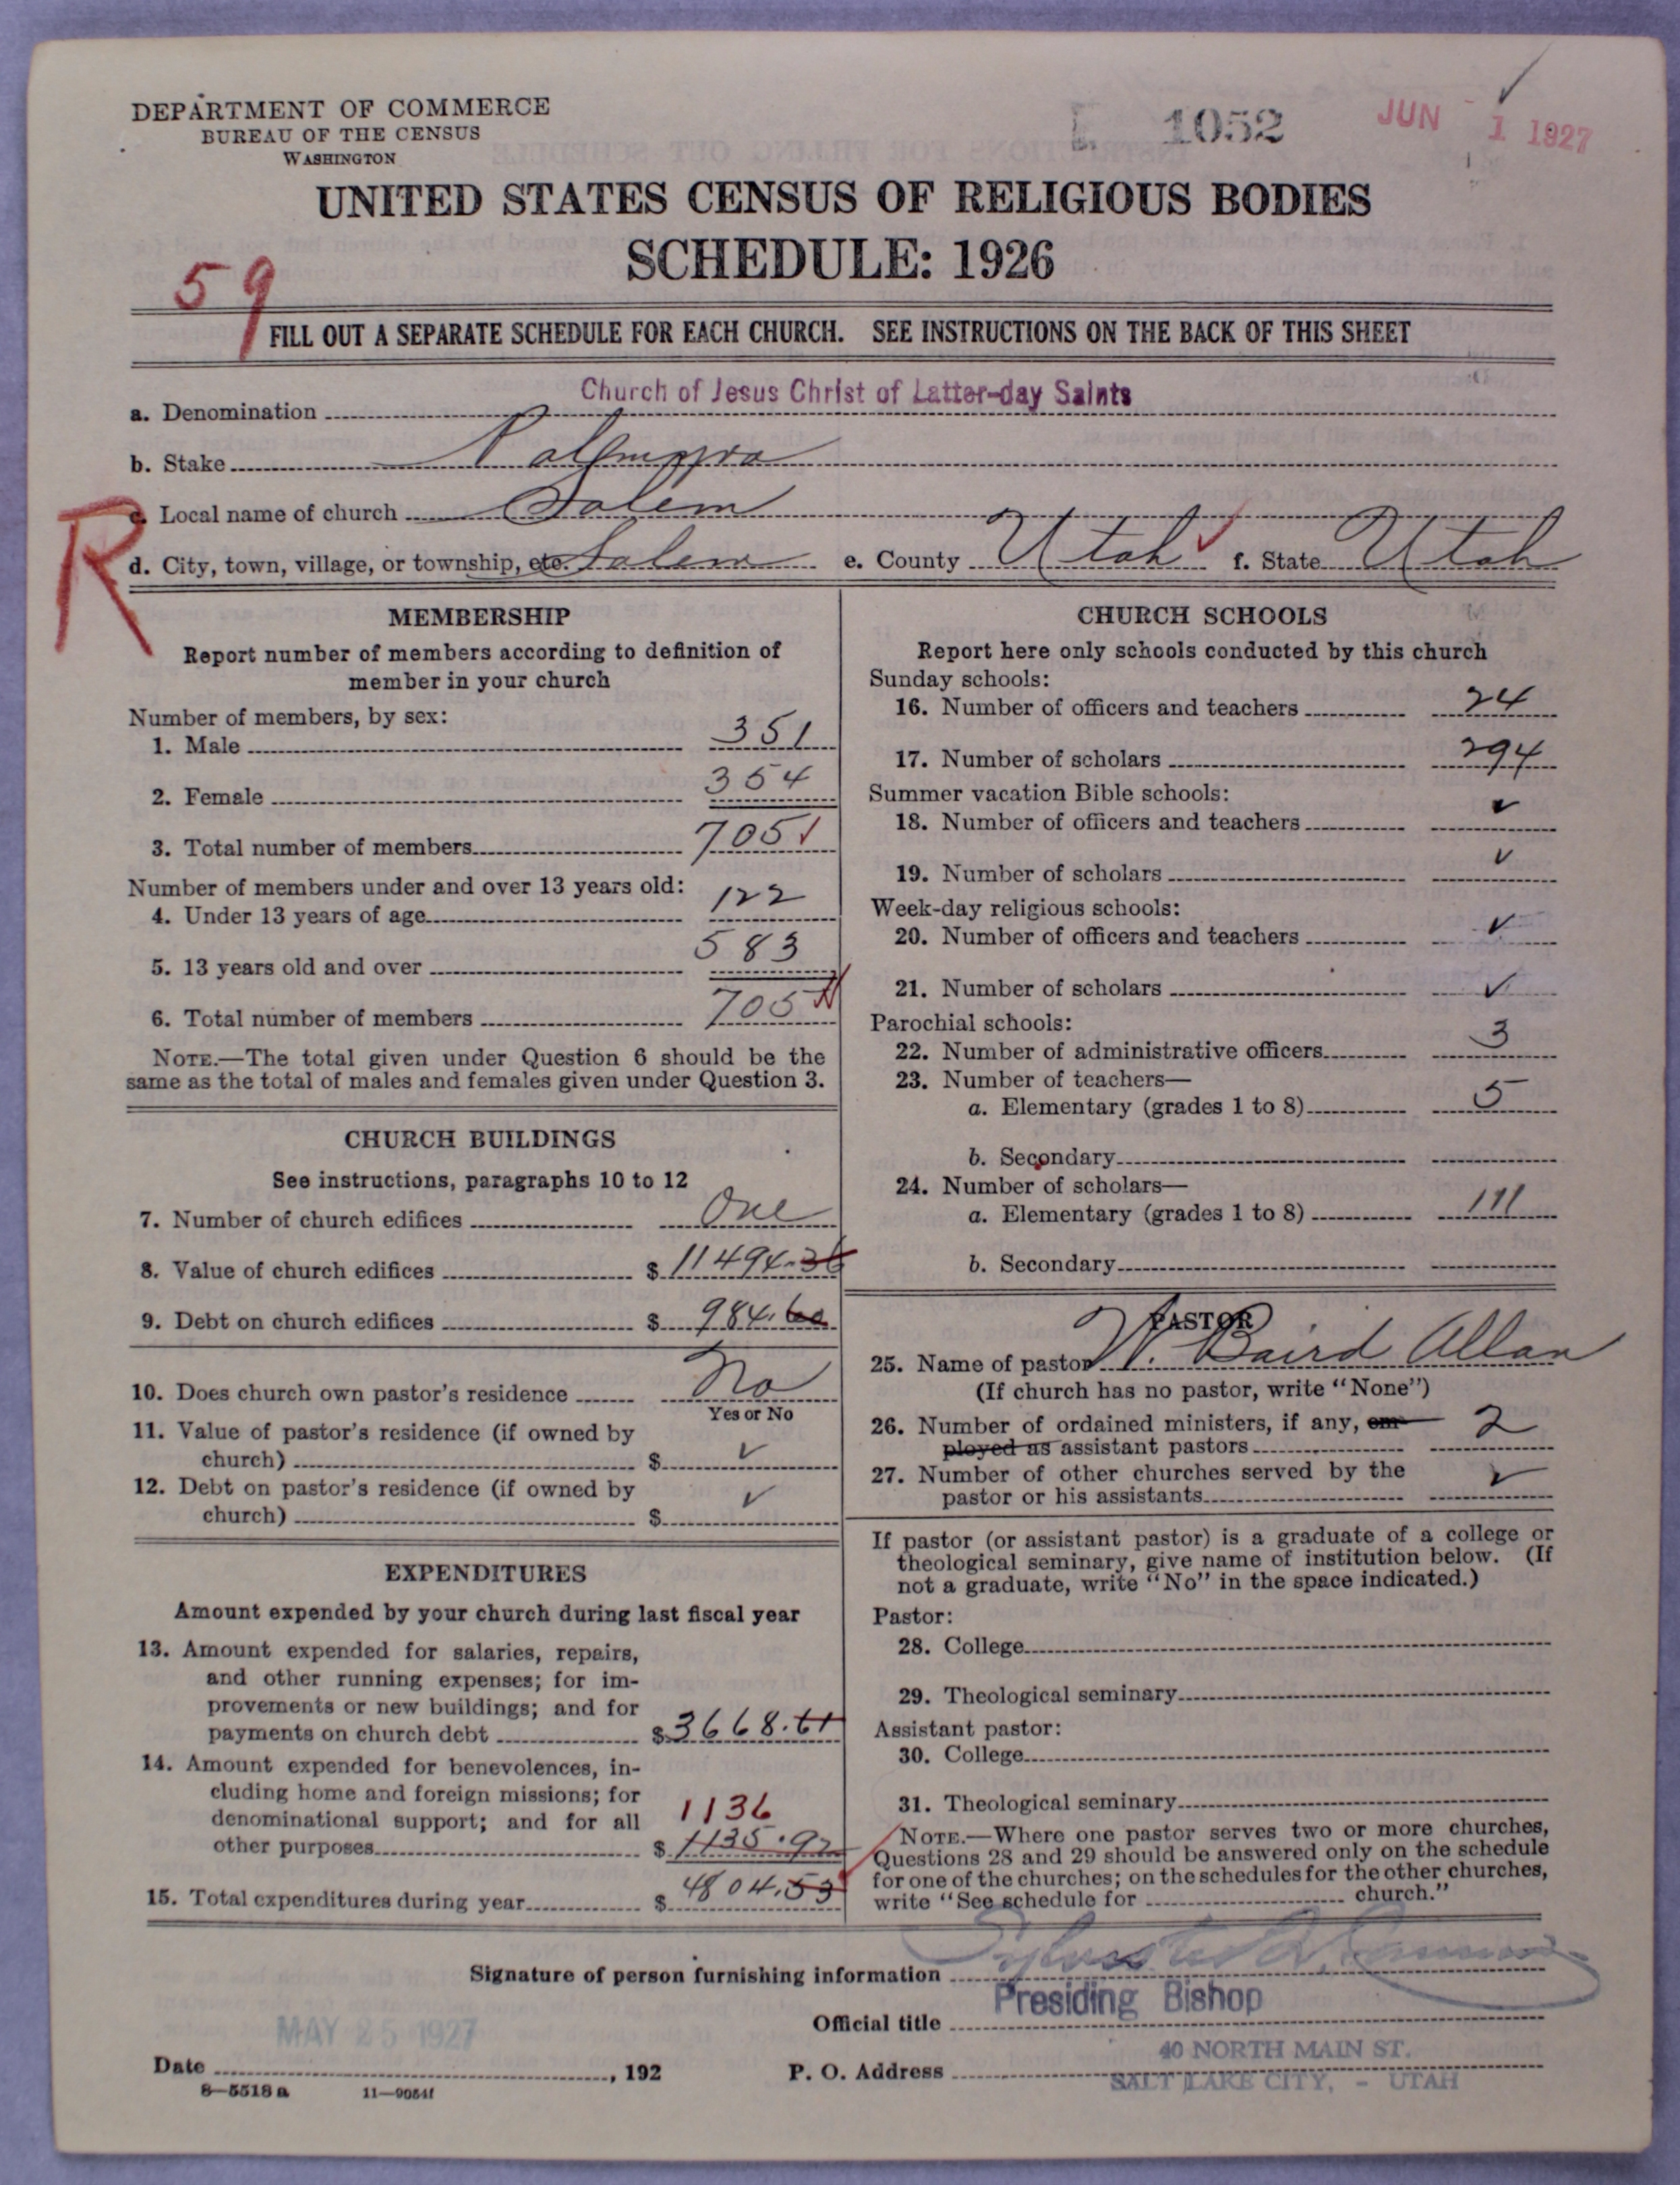 DEPARTMENT OF COMMERCE
BUREAU OF THE CENSUS
WASHINGTON
1052
JUN 1 1927
UNITED STATES CENSUS OF RELIGIOUS BODIES
SCHEDULE: 1926
59
FILL OUT A SEPARATE SCHEDULE FOR EACH CHURCH. SEE INSTRUCTIONS ON THE BACK OF THIS SHEET
a. Denomination Church of Jesus Christ of Latter-day Saints
b. Stake Palmyra
R
c. Local name of church Salem
d. City, town, village, or township, etc. Salem e. County Utah f. State Utah
MEMBERSHIP
Report number of members according to definition of
member in your church
Number of members, by sex:
1. Male 351
2. Female 354
3. Total number of members 705
Number of members under and over 13 years old:
4. Under 13 years of age 122
5. 13 years old and over 583
6. Total number of members 705
NOTE.—The total given under Question 6 should be the
same as the total of males and females given under Question 3.
CHURCH BUILDINGS
See instructions, paragraphs 10 to 12
7. Number of church edifices One
8. Value of church edifices $ 11494.36
9. Debt on church edifices $ 984.60
10. Does church own pastor's residence No
Yes or No
11. Value of pastor's residence (if owned by
church) $ ✓
12. Debt on pastor's residence (if owned by
church) $ ✓
EXPENDITURES
Amount expended by your church during last fiscal year
13. Amount expended for salaries, repairs,
and other running expenses; for im-
provements or new buildings; and for
payments on church debt $ 3668.61
14. Amount expended for benevolences, in-
cluding home and foreign missions; for
denominational support; and for all 1136
other purposes $ 1135.92
15. Total expenditures during year $ 4804.53
CHURCH SCHOOLS
Report here only schools conducted by this church
Sunday schools:
16. Number of officers and teachers 24
17. Number of scholars 294
Summer vacation Bible schools:
18. Number of officers and teachers ✓
19. Number of scholars ✓
Week-day religious schools:
20. Number of officers and teachers ✓
21. Number of scholars ✓
Parochial schools:
22. Number of administrative officers 3
23. Number of teachers—
a. Elementary (grades 1 to 8) 5
b. Secondary
24. Number of scholars—
a. Elementary (grades 1 to 8) 111
b. Secondary
PASTOR
25. Name of pastor W. Baird Allan
(If church has no pastor, write "None")
26. Number of ordained ministers, if any, em-
ployed as assistant pastors 2
27. Number of other churches served by the
pastor or his assistants ✓
If pastor (or assistant pastor) is a graduate of a college or
theological seminary, give name of institution below. (If
not a graduate, write "No" in the space indicated.)
Pastor:
28. College
29. Theological seminary
Assistant pastor:
30. College
31. Theological seminary
NOTE.—Where one pastor serves two or more churches,
Questions 28 and 29 should be answered only on the schedule
for one of the churches; on the schedules for the other churches,
write "See schedule for church."
Signature of person furnishing information
Official title Presiding Bishop
MAY 25 1927
Date , 192
P. O. Address 40 NORTH MAIN ST.
SALT LAKE CITY, - UTAH
8—5518 a 11—9054f